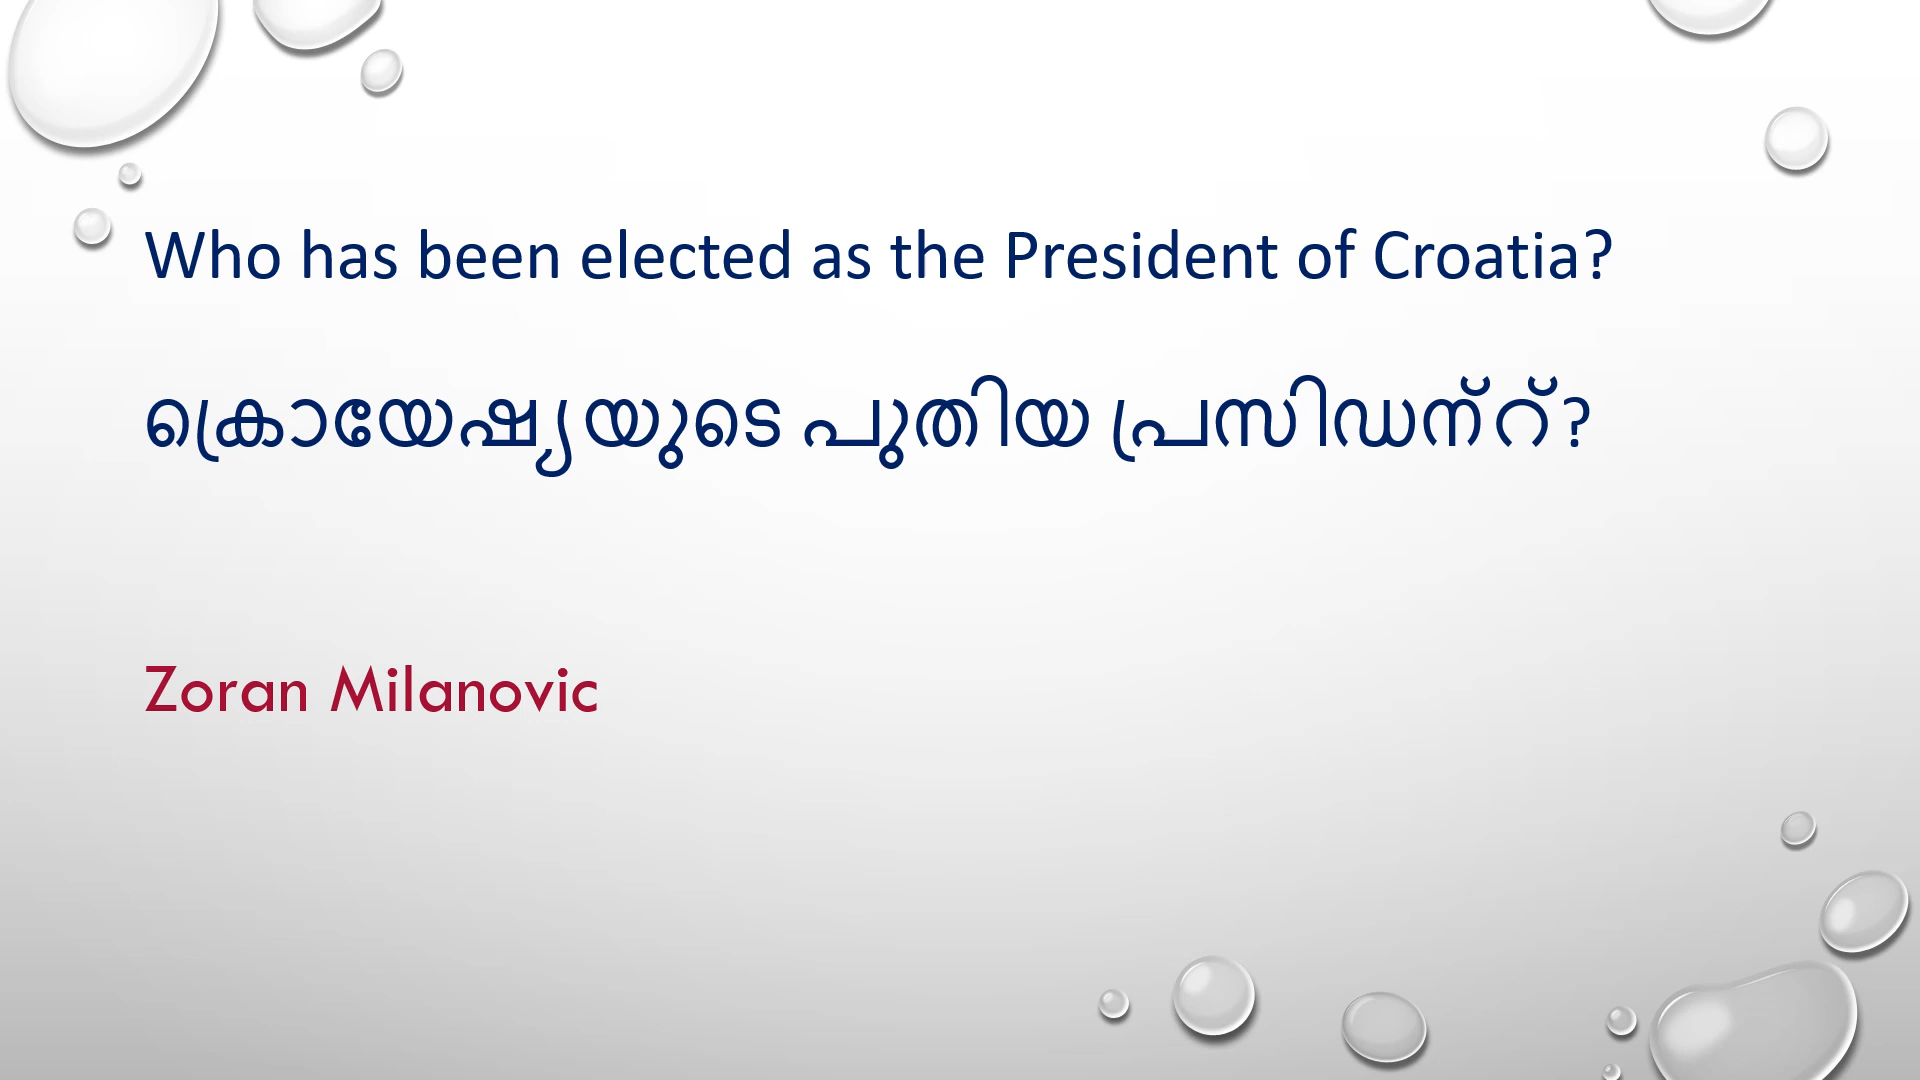 Who has been elected as the President of Croatia?
ക്രൊയേഷ്യയുടെ പുതിയ പ്രസിഡന്റ്?
Zoran Milanovic